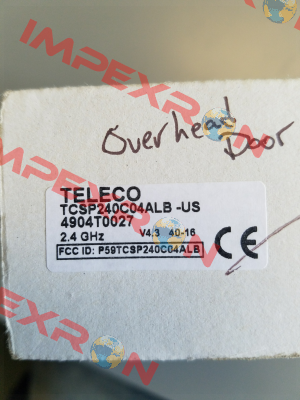 IMPEXRON
Overhead
Door
IMPEXRON
TELECO
TCSP240C04ALB -US
4904T0027
2.4 GHz V4,3 40-16
CE
FCC ID: P59TCSP240C04ALB
IMPEXRON